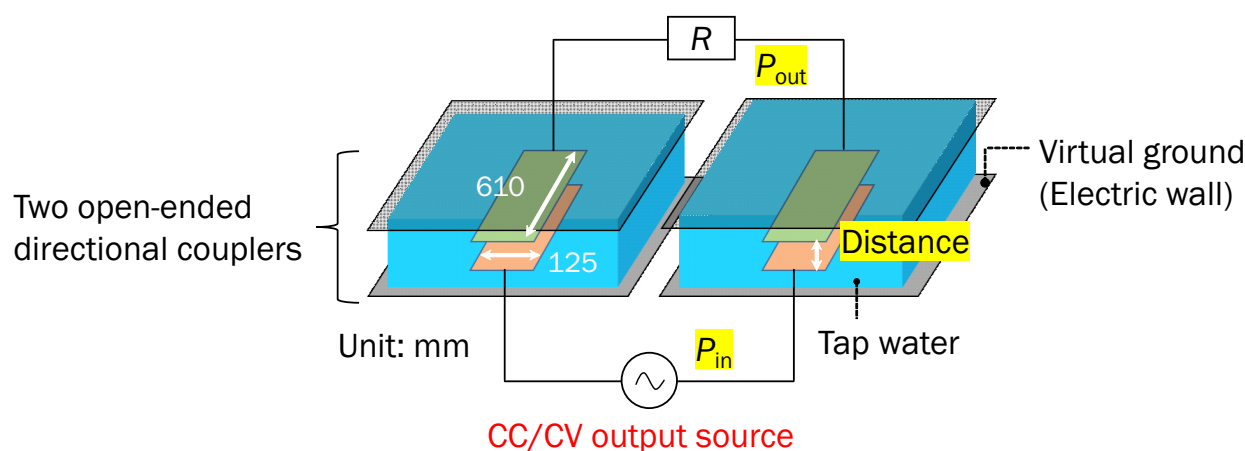 R
Pout
Virtual ground
(Electric wall)
Two open-ended
directional couplers
610
Distance
125
Unit: mm
Tap water
Pin
CC/CV output source